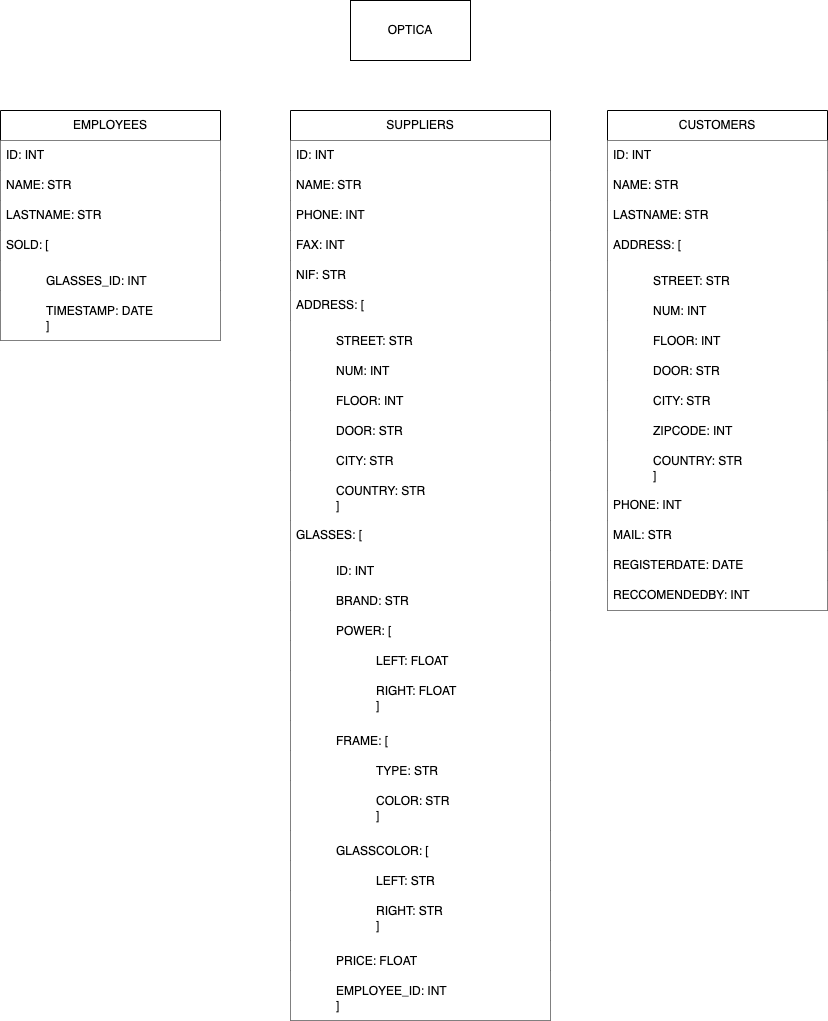 OPTICA
EMPLOYEES
ID: INT
NAME: STR
LASTNAME: STR
SOLD: [
GLASSES_ID: INT
TIMESTAMP: DATE
]
SUPPLIERS
ID: INT
NAME: STR
PHONE: INT
FAX: INT
NIF: STR
ADDRESS: [
STREET: STR
NUM: INT
FLOOR: INT
DOOR: STR
CITY: STR
COUNTRY: STR
]
GLASSES: [
ID: INT
BRAND: STR
POWER: [
LEFT: FLOAT
RIGHT: FLOAT
]
FRAME: [
TYPE: STR
COLOR: STR
]
GLASSCOLOR: [
LEFT: STR
RIGHT: STR
]
PRICE: FLOAT
EMPLOYEE_ID: INT
]
CUSTOMERS
ID: INT
NAME: STR
LASTNAME: STR
ADDRESS: [
STREET: STR
NUM: INT
FLOOR: INT
DOOR: STR
CITY: STR
ZIPCODE: INT
COUNTRY: STR
]
PHONE: INT
MAIL: STR
REGISTERDATE: DATE
RECCOMENDEDBY: INT